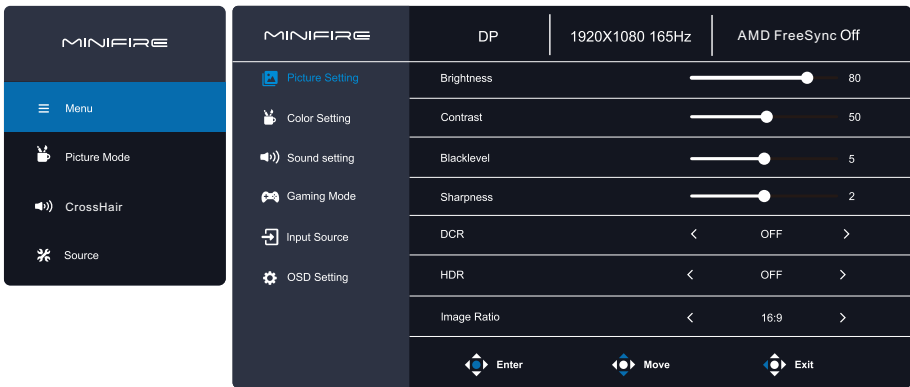 MINIFIRE
Menu
Picture Mode
CrossHair
Source
MINIFIRE
DP
1920X1080 165Hz
AMD FreeSync Off
Picture Setting
Color Setting
Sound setting
Gaming Mode
Input Source
OSD Setting
Brightness 80
Contrast 50
Blacklevel 5
Sharpness 2
DCR OFF
HDR OFF
Image Ratio 16:9
Enter Move Exit